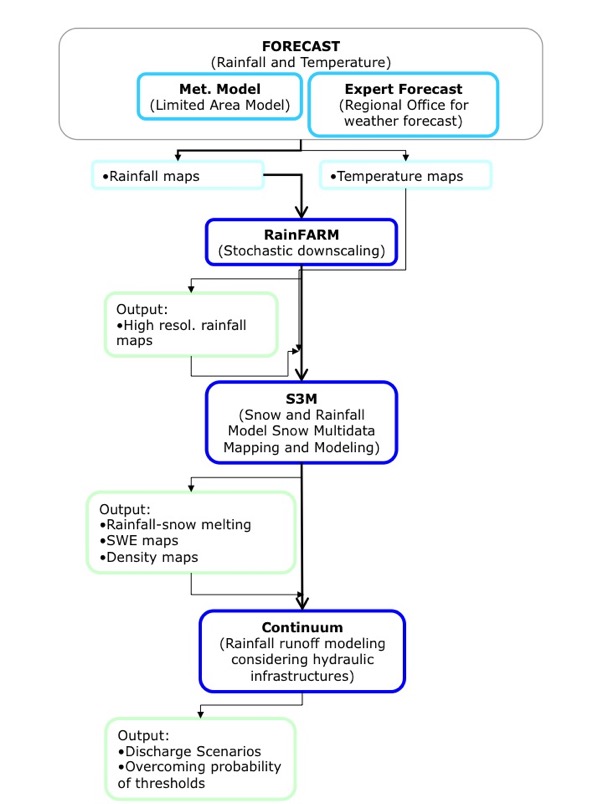 FORECAST
(Rainfall and Temperature)
Met. Model
(Limited Area Model)
Expert Forecast
(Regional Office for
weather forecast)
•Rainfall maps
•Temperature maps
RainFARM
(Stochastic downscaling)
Output:
•High resol. rainfall
maps
S3M
(Snow and Rainfall
Model Snow Multidata
Mapping and Modeling)
Output:
•Rainfall-snow melting
•SWE maps
•Density maps
Continuum
(Rainfall runoff modeling
considering hydraulic
infrastructures)
Output:
•Discharge Scenarios
•Overcoming probability
of thresholds